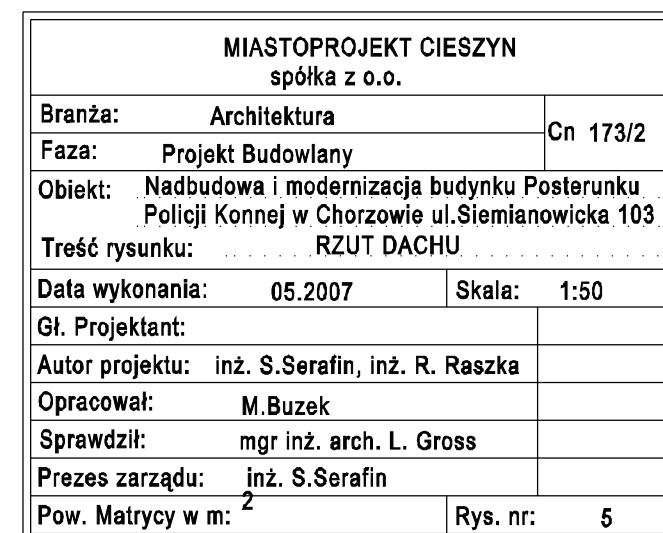 MIASTOPROJEKT CIESZYN
spółka z o.o.
Branża: Architektura
Cn 173/2
Faza: Projekt Budowlany
Obiekt: Nadbudowa i modernizacja budynku Posterunku
Policji Konnej w Chorzowie ul.Siemianowicka 103
Treść rysunku: RZUT DACHU
Data wykonania: 05.2007 Skala: 1:50
Gł. Projektant:
Autor projektu: inż. S.Serafin, inż. R. Raszka
Opracował: M.Buzek
Sprawdził: mgr inż. arch. L. Gross
Prezes zarządu: inż. S.Serafin
Pow. Matrycy w m: 2 Rys. nr: 5